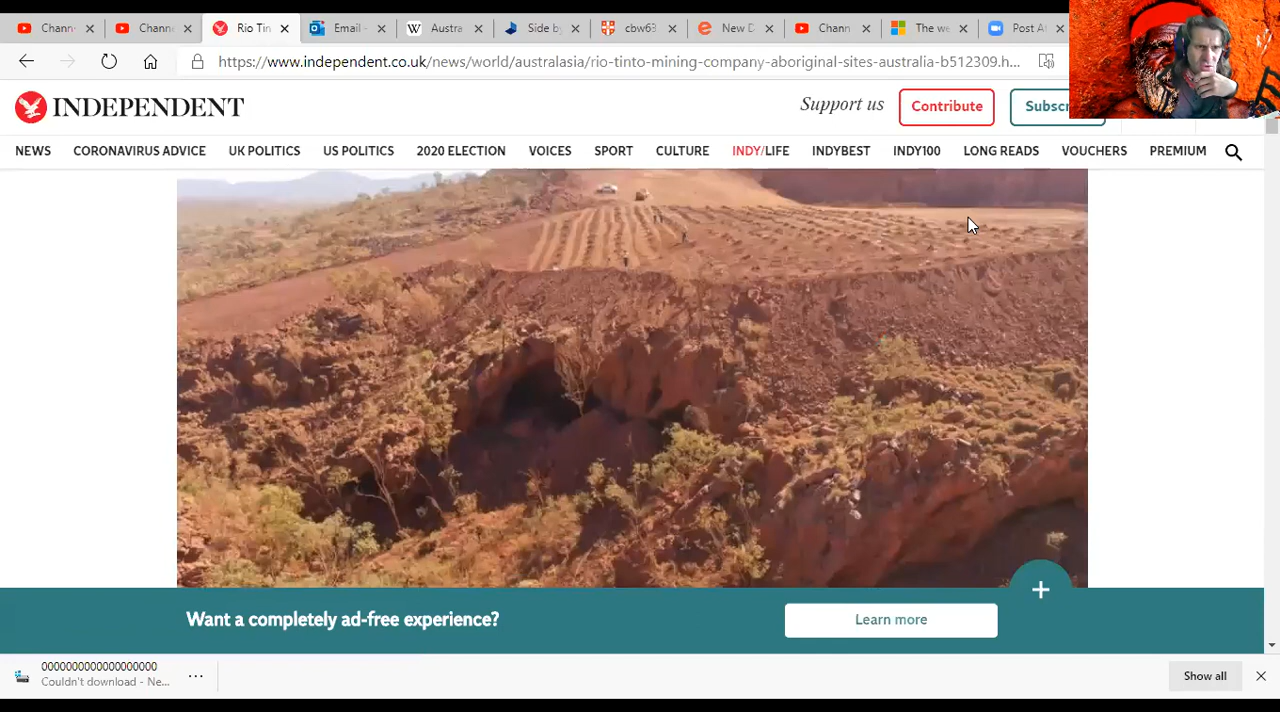 Chann
Chann
Rio Tin
Email -
W Austra
Side by
cbw63
New D
Chann
The we
Post Af
https://www.independent.co.uk/news/world/australasia/rio-tinto-mining-company-aboriginal-sites-australia-b512309.h...
INDEPENDENT
Support us
Contribute
Subsc
NEWS
CORONAVIRUS ADVICE
UK POLITICS
US POLITICS
2020 ELECTION
VOICES
SPORT
CULTURE
INDY/LIFE
INDYBEST
INDY100
LONG READS
VOUCHERS
PREMIUM
Want a completely ad-free experience?
Learn more
0000000000000000000
Couldn't download - Ne...
Show all